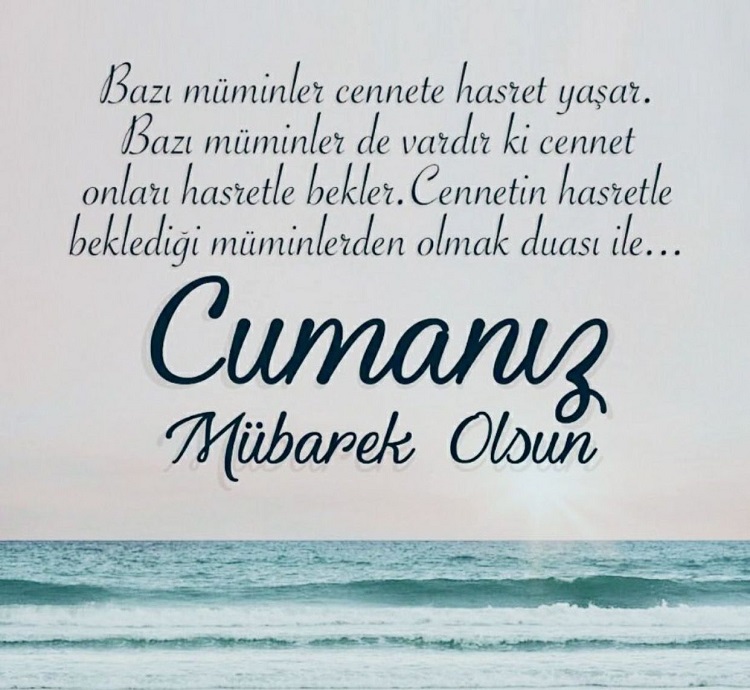 Bazı müminler cennete hasret yaşar.
Bazı müminler de vardır ki cennet
onları hasretle bekler.Cennetin hasretle
beklediği müminlerden olmak duası ile...
Cumanız
Mübarek Olsun